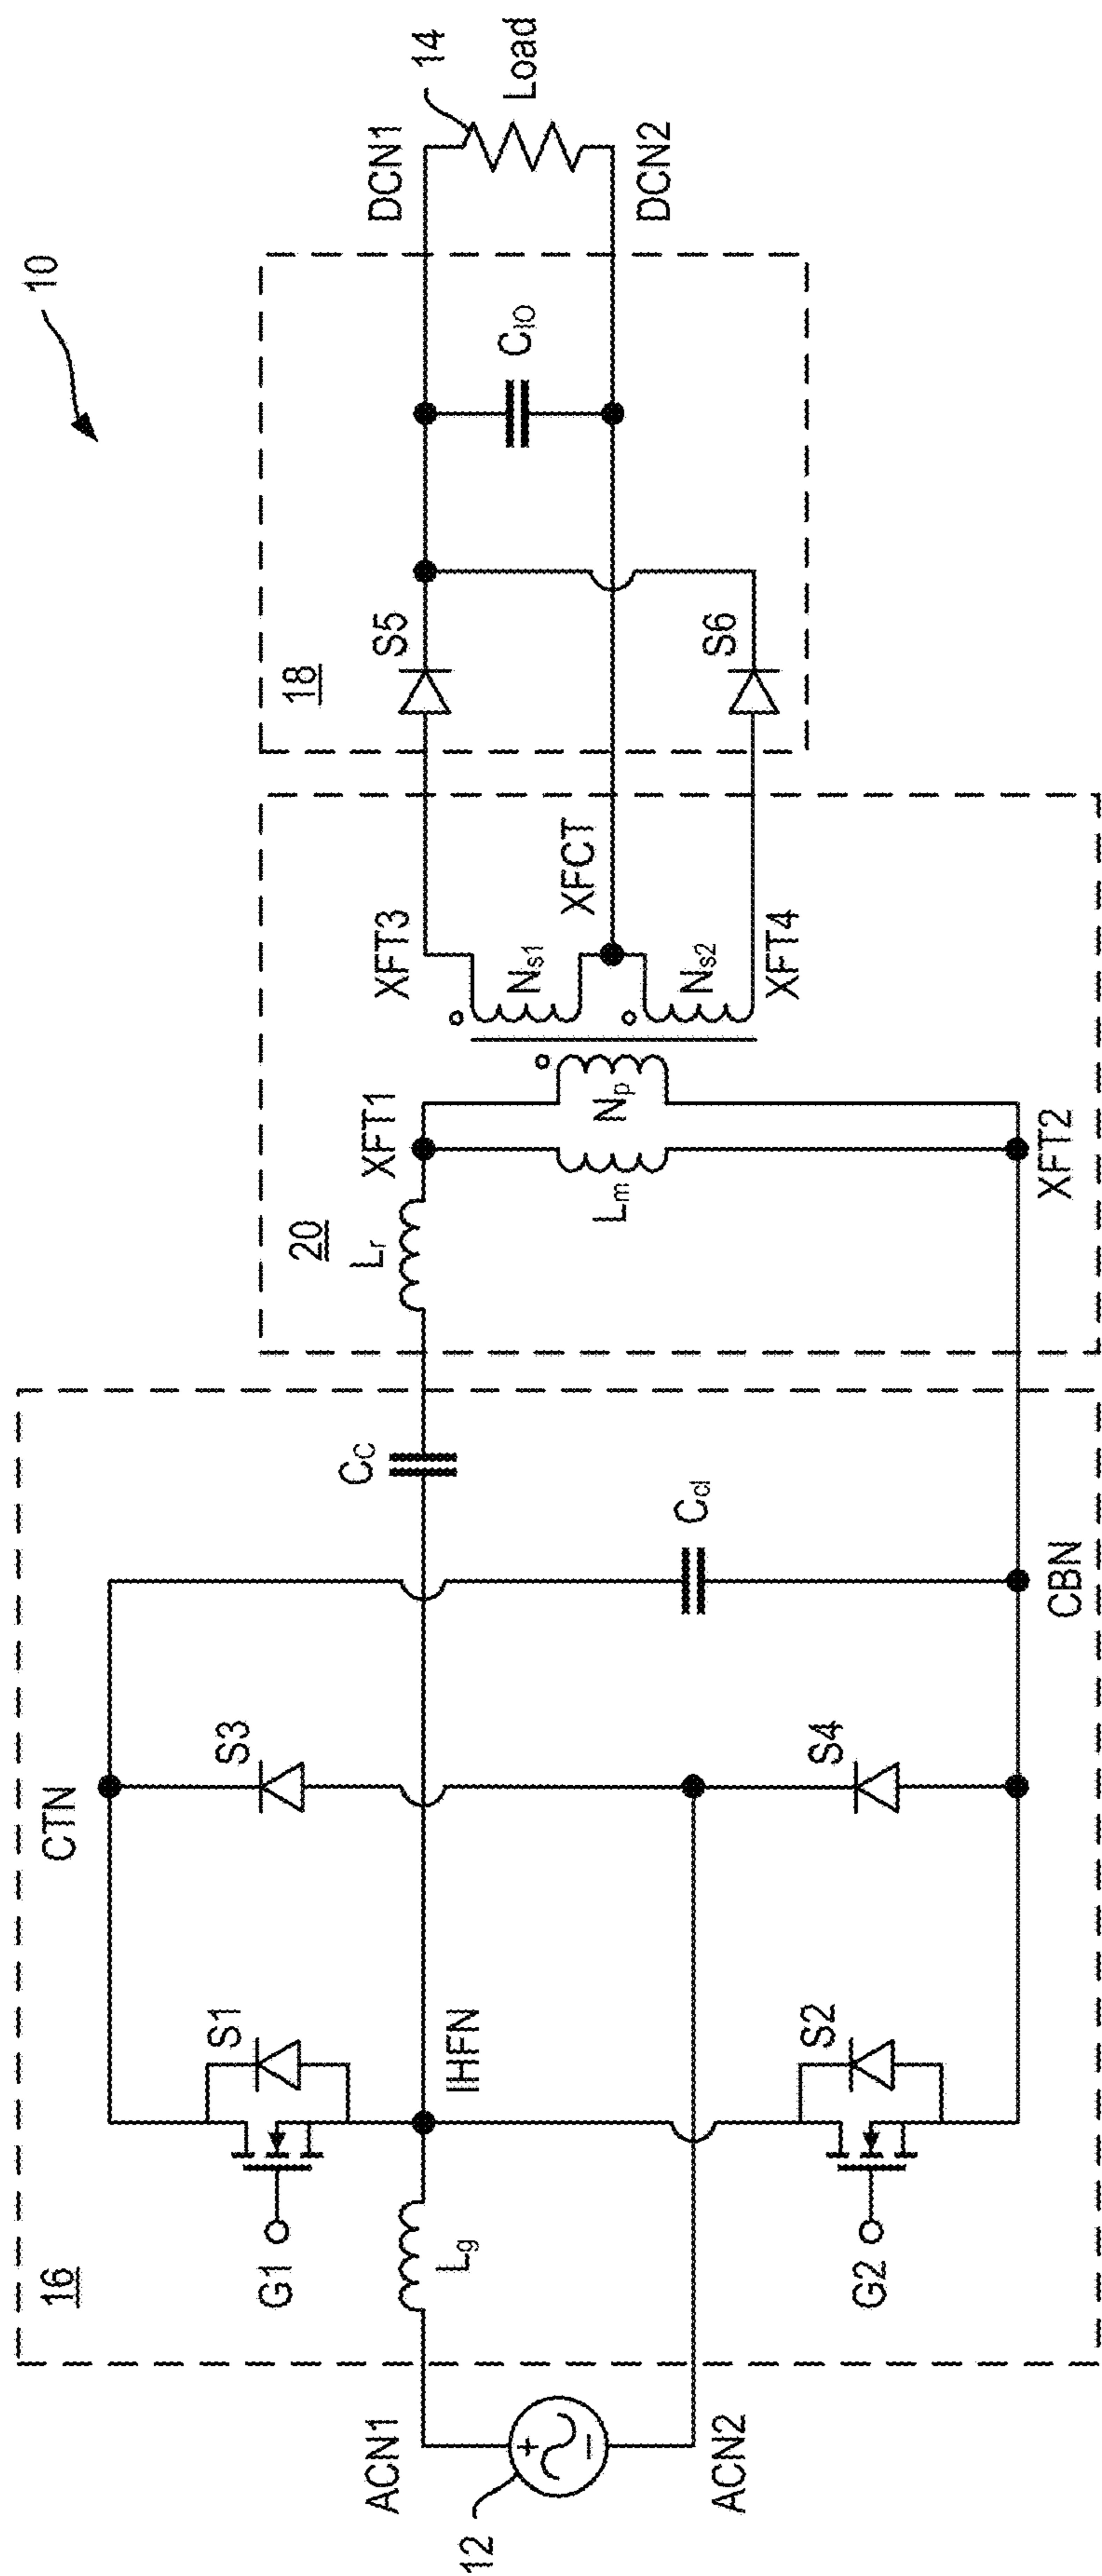 10
16
CTN
S1
S3
G1
IHFN
Lg
ACN1
12
+
−
ACN2
G2
S2
S4
CC
Ccl
CBN
20
Lr
XFT1
Lm
Np
XFT2
XFT3
Ns1
XFCT
Ns2
XFT4
18
S5
S6
CIO
DCN1
14
Load
DCN2